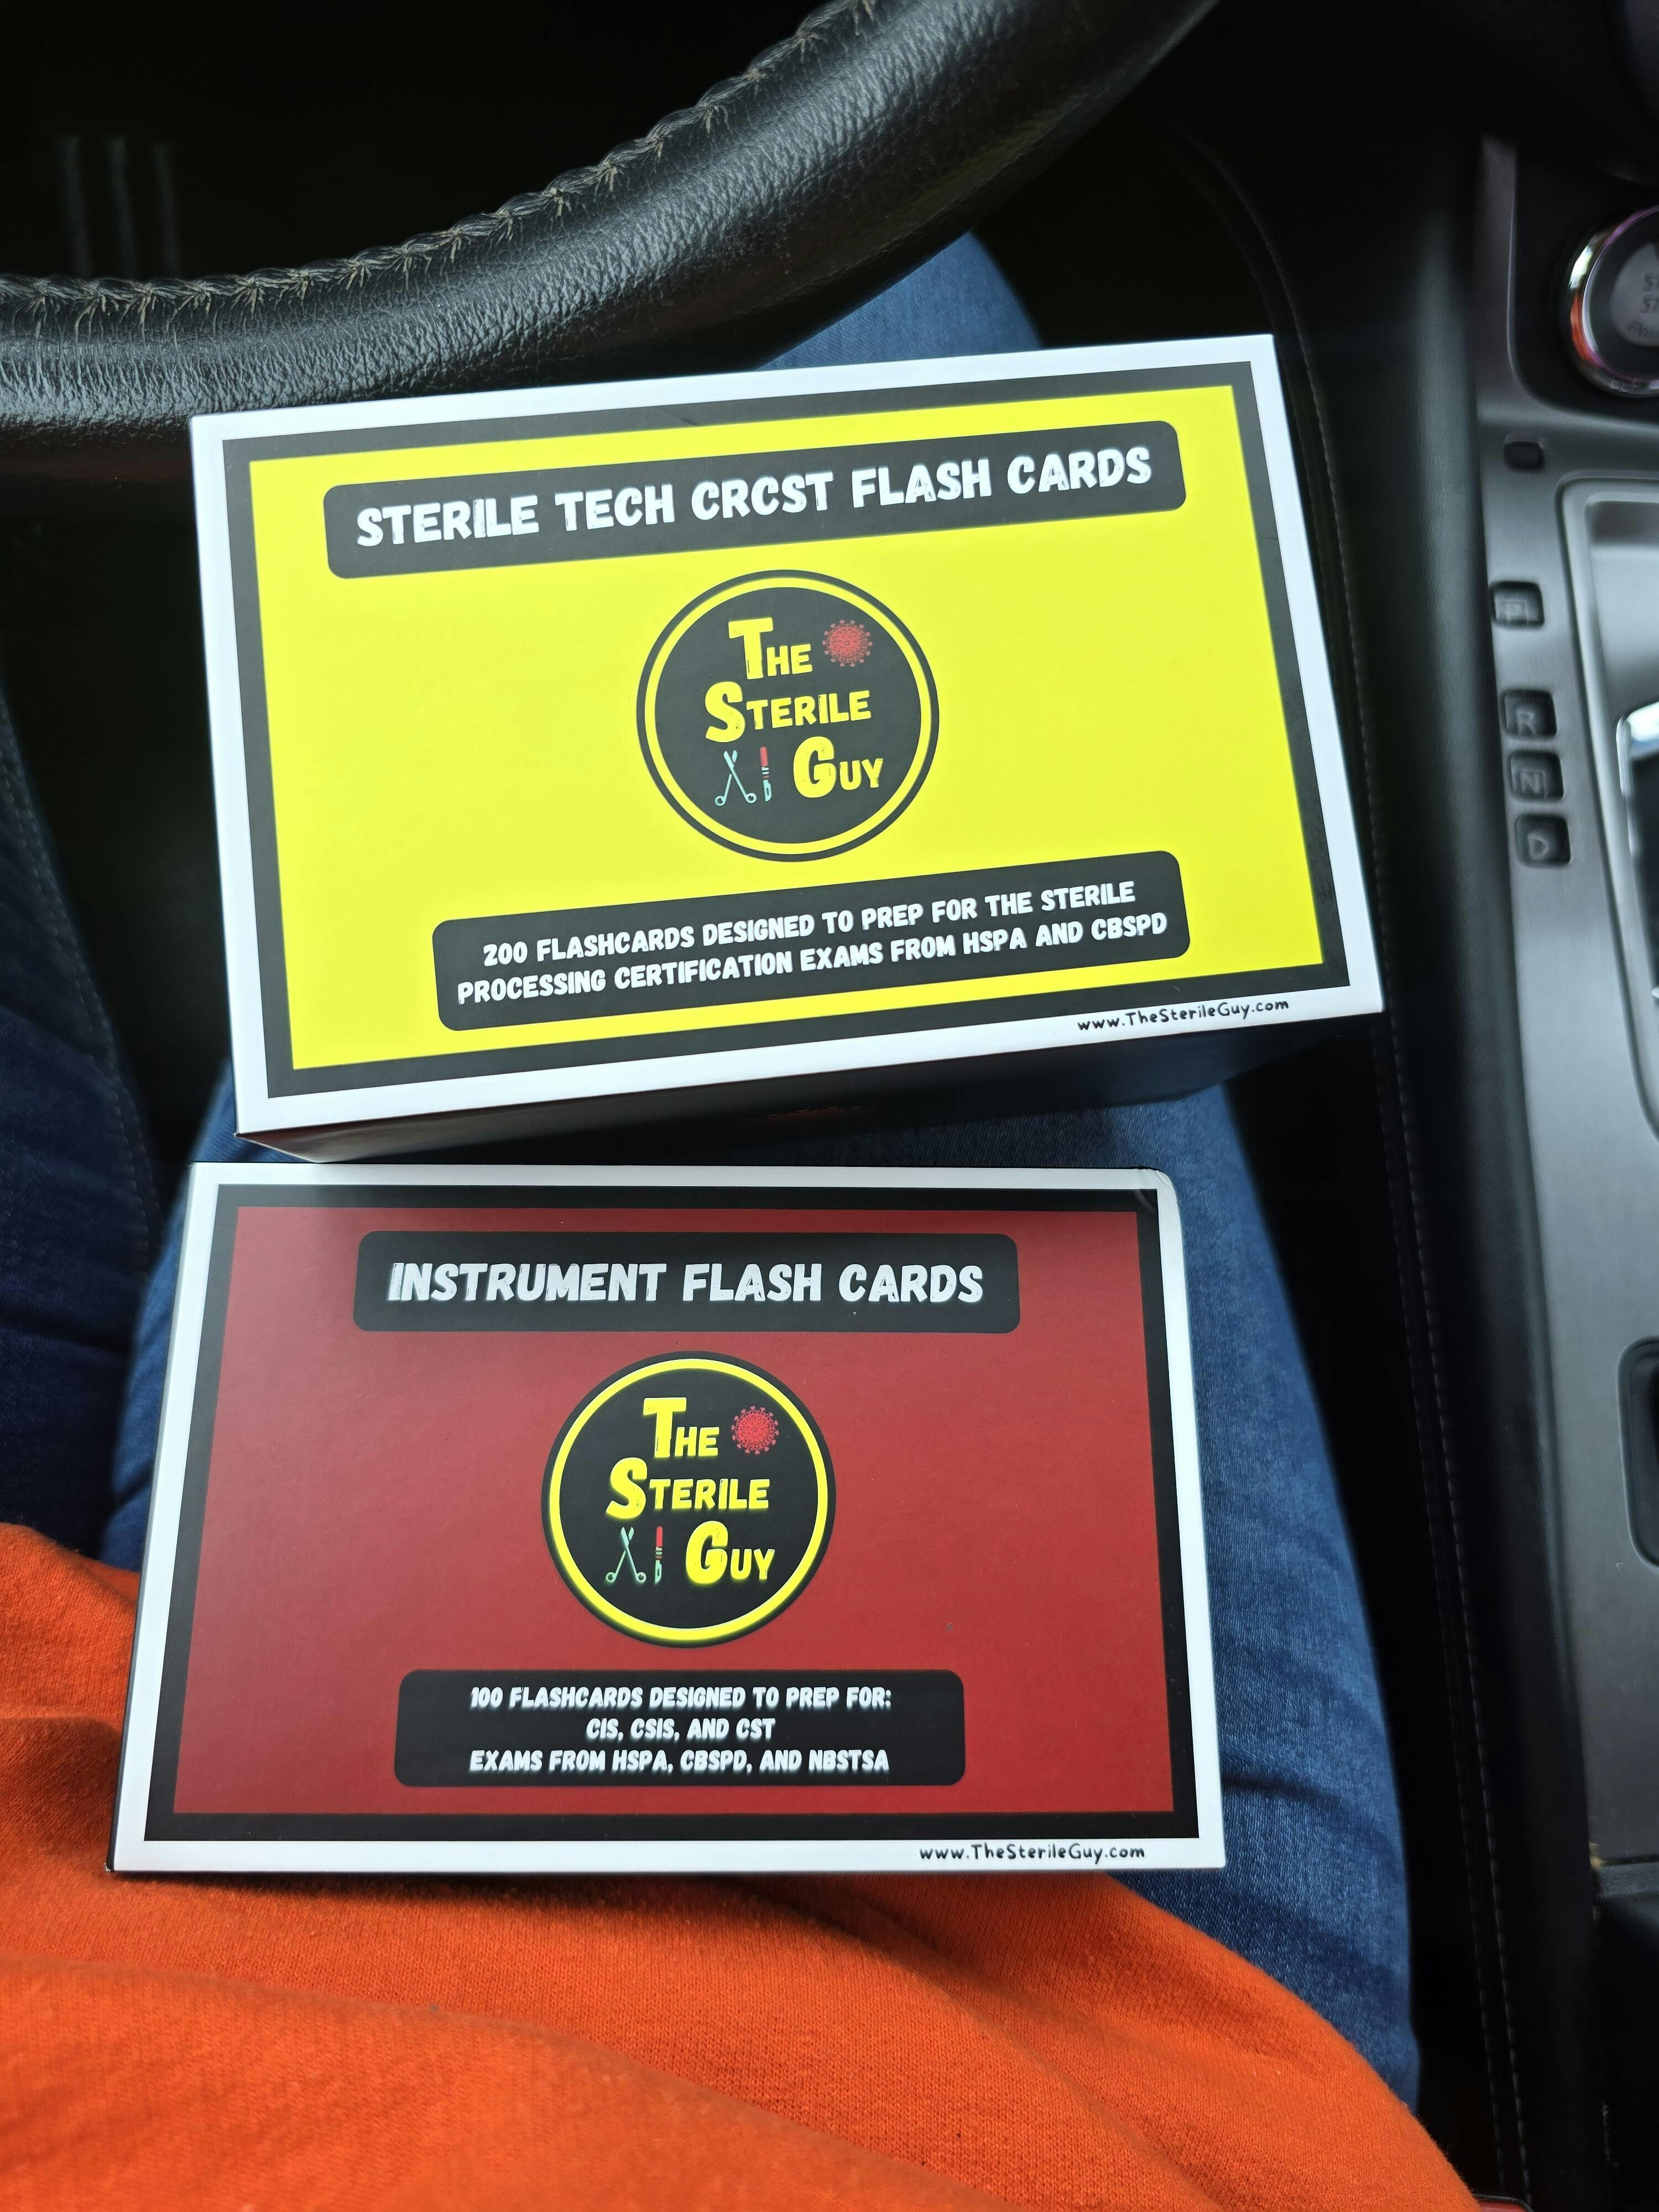 STERILE TECH CRCST FLASH CARDS
THE
STERILE
GUY
200 FLASHCARDS DESIGNED TO PREP FOR THE STERILE
PROCESSING CERTIFICATION EXAMS FROM HSPA AND CBSPD
www.TheSterileGuy.com
P
R
N
D
INSTRUMENT FLASH CARDS
THE
STERILE
GUY
100 FLASHCARDS DESIGNED TO PREP FOR:
CIS, CSIS, AND CST
EXAMS FROM HSPA, CBSPD, AND NBSTSA
www.TheSterileGuy.com